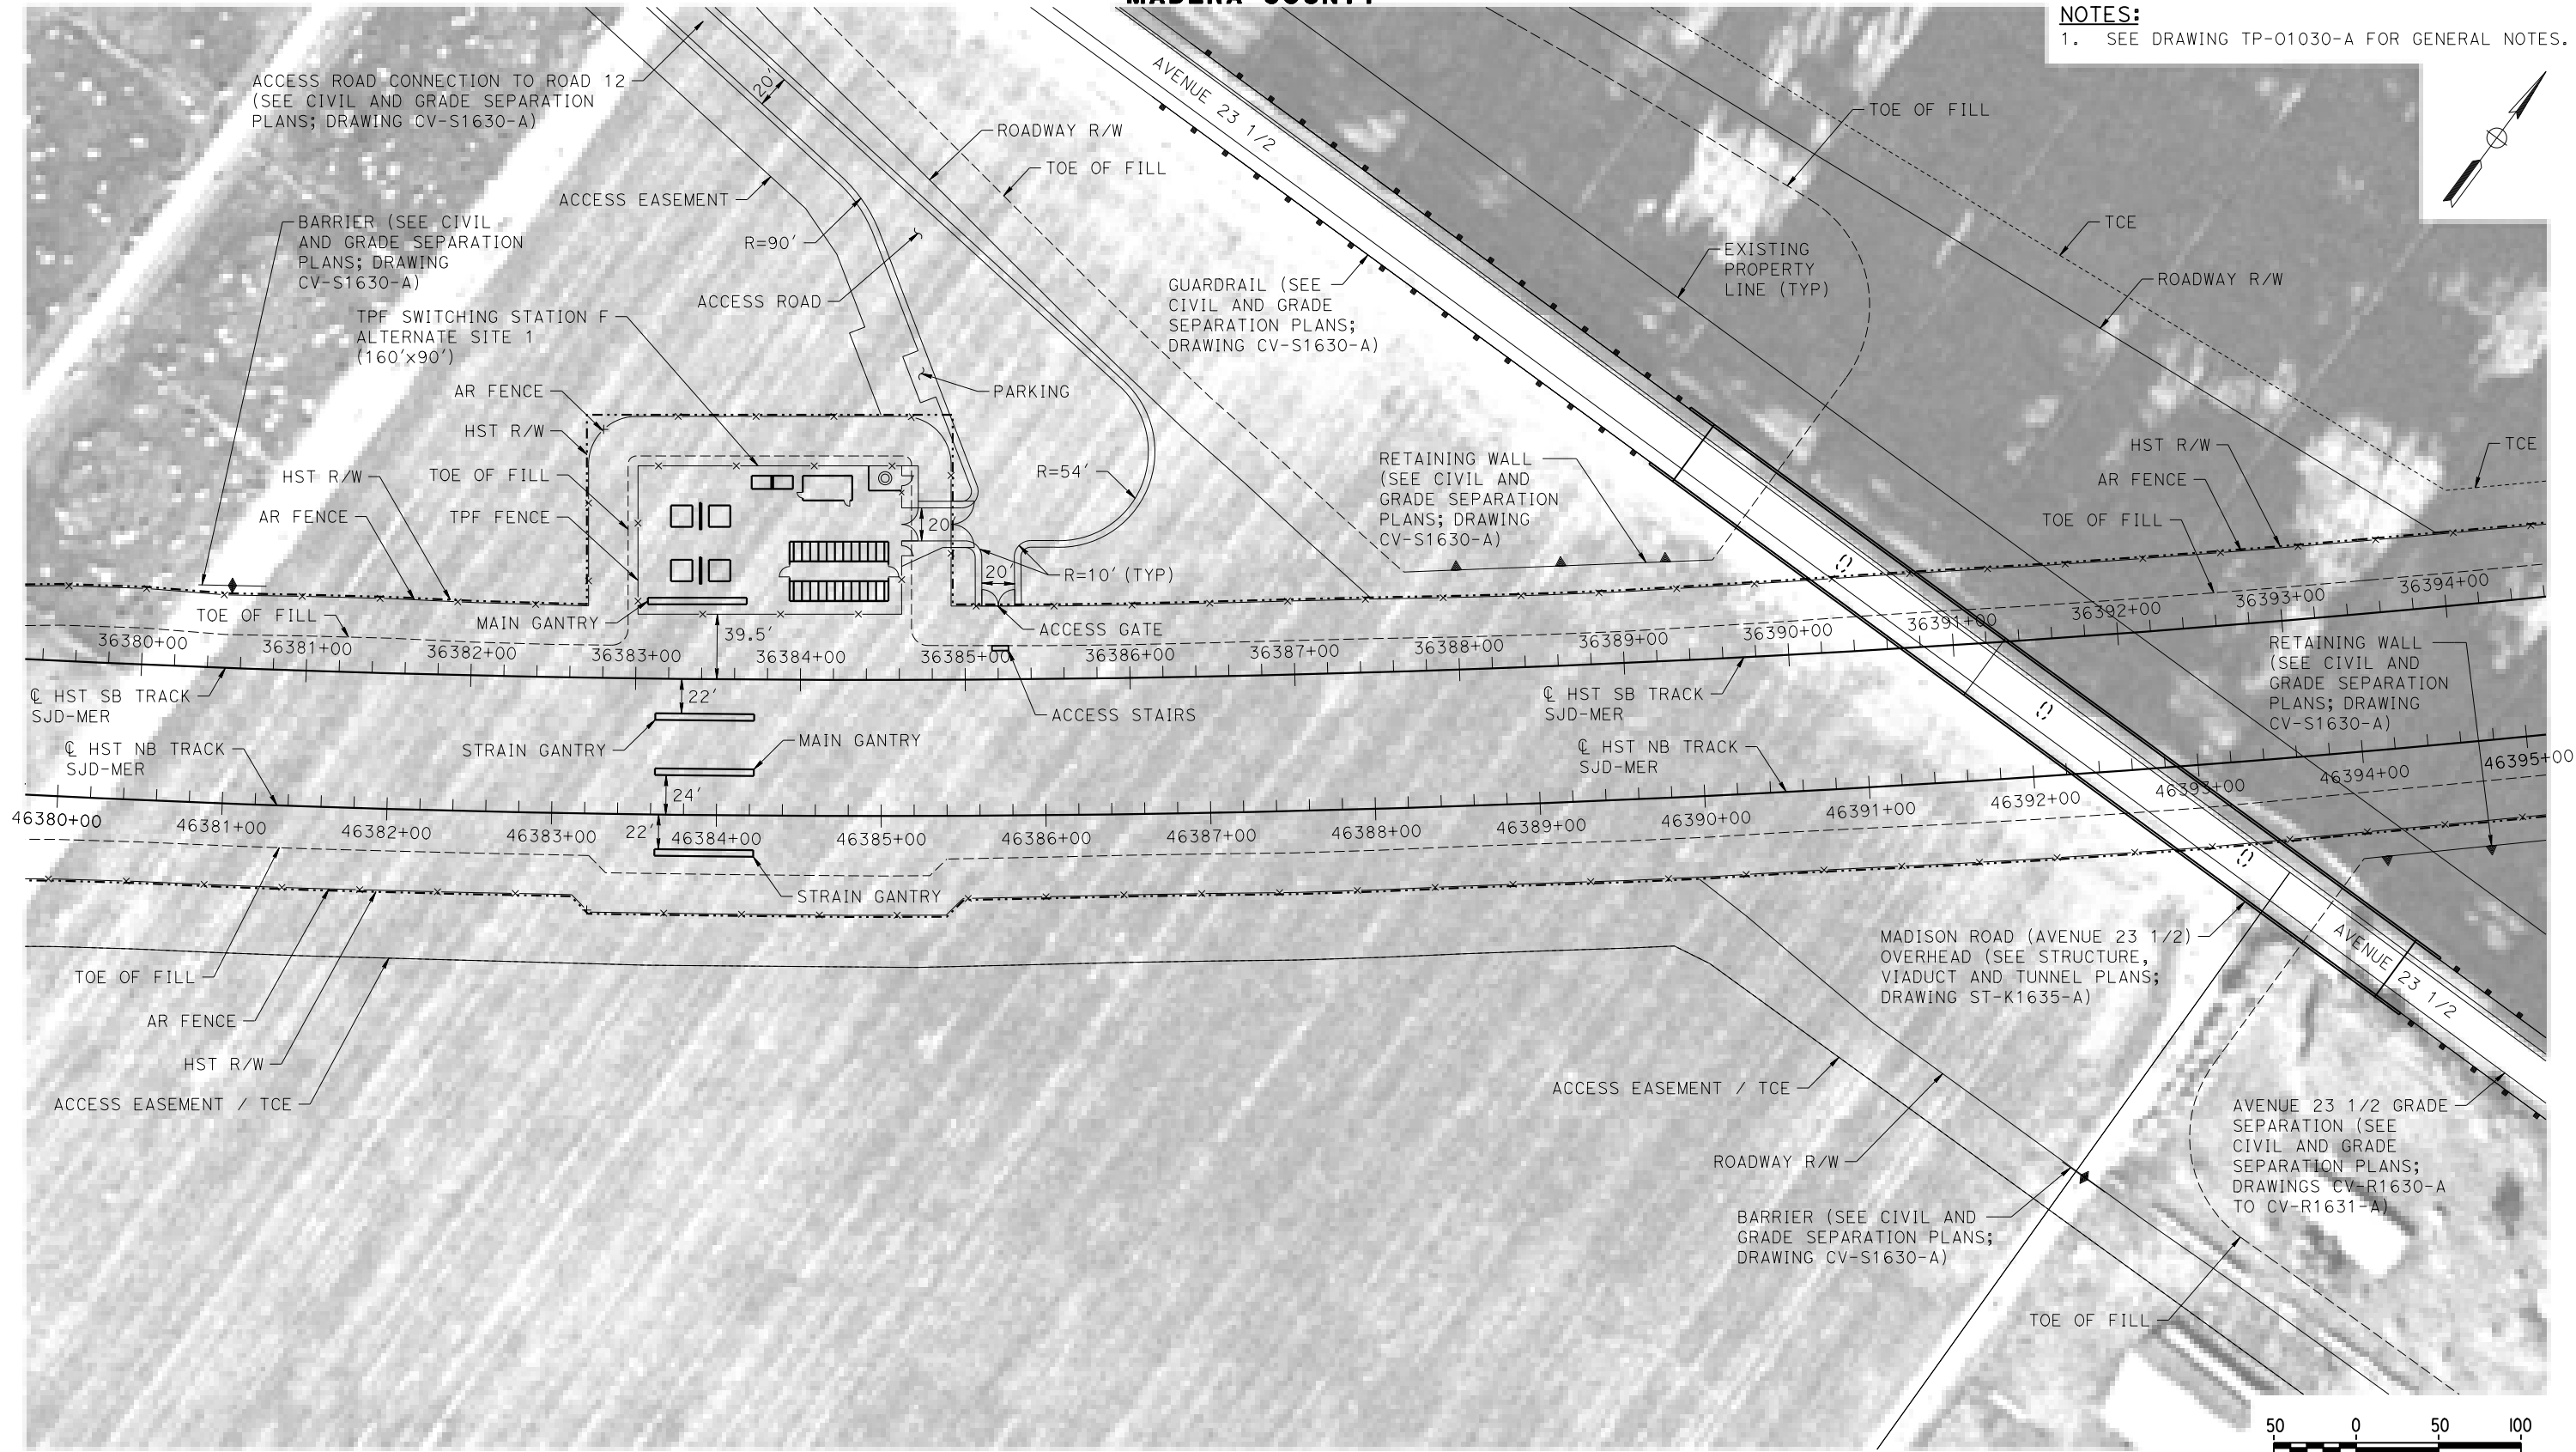 MADERA COUNTY
NOTES:
1. SEE DRAWING TP-O1030-A FOR GENERAL NOTES.
ACCESS ROAD CONNECTION TO ROAD 12
(SEE CIVIL AND GRADE SEPARATION
PLANS; DRAWING CV-S1630-A)
20'
AVENUE 23 1/2
ROADWAY R/W
TOE OF FILL
TOE OF FILL
ACCESS EASEMENT
BARRIER (SEE CIVIL
AND GRADE SEPARATION
PLANS; DRAWING
CV-S1630-A)
R=90'
ACCESS ROAD
TCE
EXISTING
PROPERTY
LINE (TYP)
ROADWAY R/W
GUARDRAIL (SEE
CIVIL AND GRADE
SEPARATION PLANS;
DRAWING CV-S1630-A)
TPF SWITCHING STATION F
ALTERNATE SITE 1
(160'x90')
AR FENCE
PARKING
HST R/W
TOE OF FILL
TPF FENCE
HST R/W
AR FENCE
R=54'
RETAINING WALL
(SEE CIVIL AND
GRADE SEPARATION
PLANS; DRAWING
CV-S1630-A)
HST R/W
AR FENCE
TOE OF FILL
TCE
20'
20'
R=10' (TYP)
TOE OF FILL
MAIN GANTRY
39.5'
ACCESS GATE
36380+00
36381+00
36382+00
36383+00
36384+00
36385+00
36386+00
36387+00
36388+00
36389+00
36390+00
36391+00
36392+00
36393+00
36394+00
RETAINING WALL
(SEE CIVIL AND
GRADE SEPARATION
PLANS; DRAWING
CV-S1630-A)
℄ HST SB TRACK
SJD-MER
22'
ACCESS STAIRS
℄ HST SB TRACK
SJD-MER
℄ HST NB TRACK
SJD-MER
STRAIN GANTRY
MAIN GANTRY
℄ HST NB TRACK
SJD-MER
24'
22'
46380+00
46381+00
46382+00
46383+00
46384+00
46385+00
46386+00
46387+00
46388+00
46389+00
46390+00
46391+00
46392+00
46393+00
46394+00
46395+00
STRAIN GANTRY
TOE OF FILL
AR FENCE
HST R/W
ACCESS EASEMENT / TCE
MADISON ROAD (AVENUE 23 1/2)
OVERHEAD (SEE STRUCTURE,
VIADUCT AND TUNNEL PLANS;
DRAWING ST-K1635-A)
AVENUE 23 1/2
ACCESS EASEMENT / TCE
ROADWAY R/W
AVENUE 23 1/2 GRADE
SEPARATION (SEE
CIVIL AND GRADE
SEPARATION PLANS;
DRAWINGS CV-R1630-A
TO CV-R1631-A)
BARRIER (SEE CIVIL AND
GRADE SEPARATION PLANS;
DRAWING CV-S1630-A)
TOE OF FILL
50 0 50 100